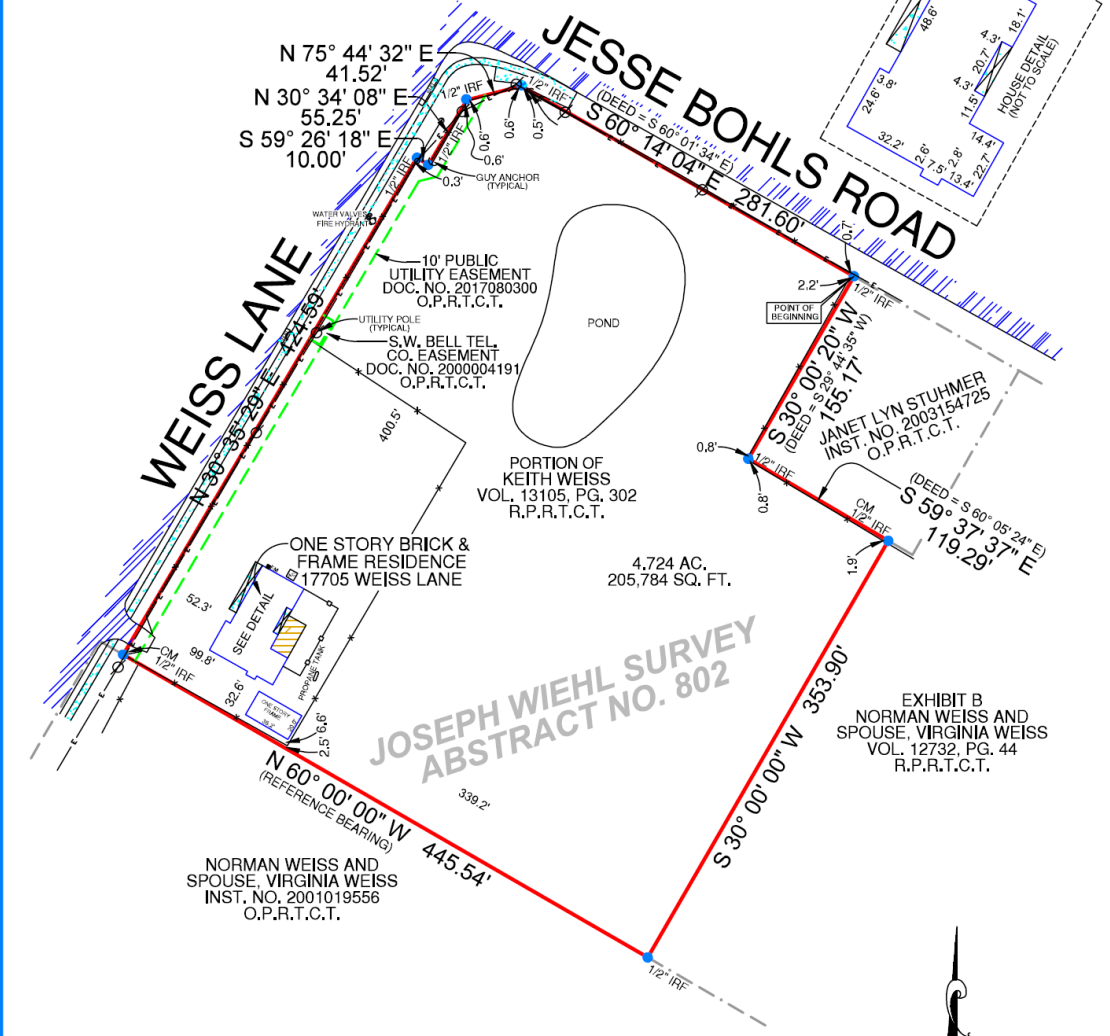 48.6'
4.3'
18.1'
20.7'
4.3'
11.5'
HOUSE DETAIL
(NOT TO SCALE)
3.8'
24.6'
32.2'
2.6'
7.5'
2.8'
13.4'
14.4'
22.7'
JESSE BOHLS ROAD
N 75° 44' 32" E
41.52'
N 30° 34' 08" E
55.25'
S 59° 26' 18" E
10.00'
1/2" IRF
1/2" IRF
1/2" IRF
1/2" IRF
0.6'
0.6'
0.6'
0.5'
0.3'
GUY ANCHOR
(TYPICAL)
(DEED = S 60° 01' 34" E)
S 60° 14' 04" E 281.60'
0.7'
2.2'
1/2" IRF
POINT OF
BEGINNING
WATER VALVES
FIRE HYDRANT
WEISS LANE
N 30° 35' 29" E 424.59'
10' PUBLIC
UTILITY EASEMENT
DOC. NO. 2017080300
O.P.R.T.C.T.
UTILITY POLE
(TYPICAL)
S.W. BELL TEL.
CO. EASEMENT
DOC. NO. 2000004191
O.P.R.T.C.T.
400.5'
POND
S 30° 00' 20" W
(DEED = S 29° 44' 35" W)
155.17'
JANET LYN STUHMER
INST. NO. 2003154725
O.P.R.T.C.T.
0.8'
1/2" IRF
0.8'
CM
1/2" IRF
(DEED = S 60° 05' 24" E)
S 59° 37' 37" E
119.29'
1.9'
PORTION OF
KEITH WEISS
VOL. 13105, PG. 302
R.P.R.T.C.T.
4.724 AC.
205,784 SQ. FT.
ONE STORY BRICK &
FRAME RESIDENCE
17705 WEISS LANE
52.3'
SEE DETAIL
99.8'
CM
1/2" IRF
32.6'
PROPANE TANK
ONE STORY
FRAME
6.6'
2.5'
JOSEPH WIEHL SURVEY
ABSTRACT NO. 802
N 60° 00' 00" W 445.54'
(REFERENCE BEARING)
339.2'
S 30° 00' 00" W 353.90'
EXHIBIT B
NORMAN WEISS AND
SPOUSE, VIRGINIA WEISS
VOL. 12732, PG. 44
R.P.R.T.C.T.
NORMAN WEISS AND
SPOUSE, VIRGINIA WEISS
INST. NO. 2001019556
O.P.R.T.C.T.
1/2" IRF